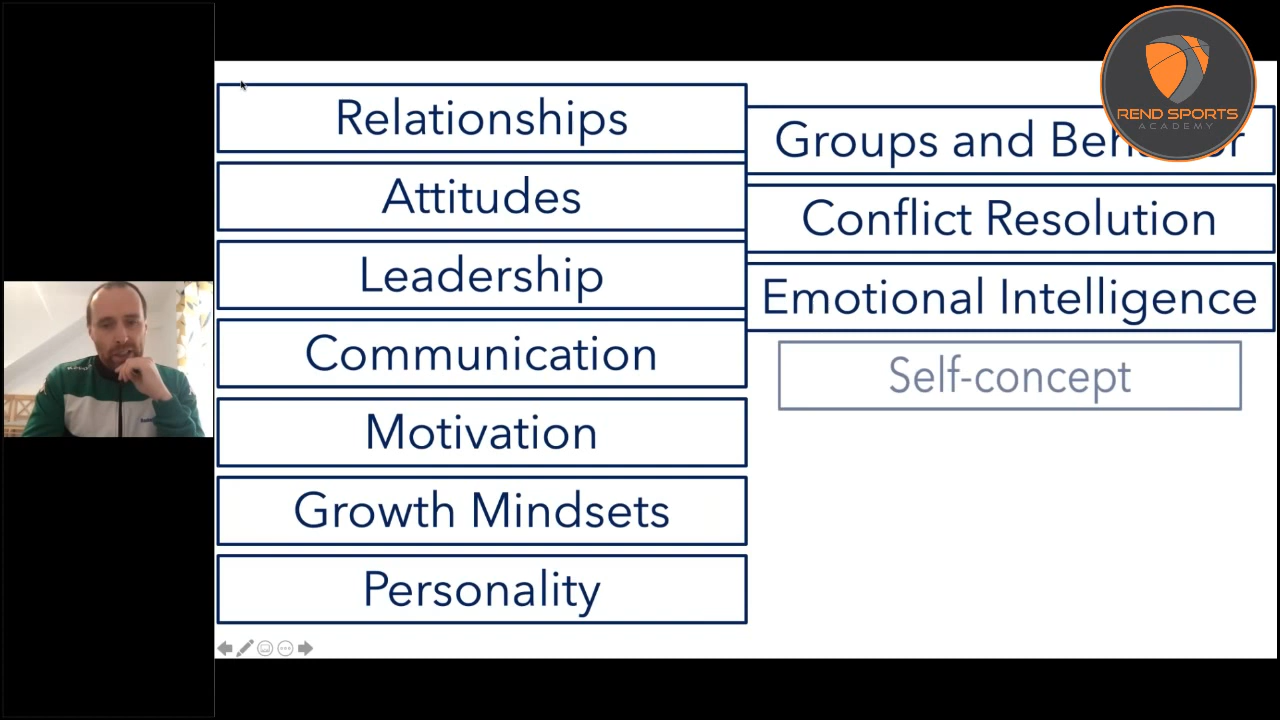 Relationships
Attitudes
Leadership
Communication
Motivation
Growth Mindsets
Personality
REND SPORTS
ACADEMY
Groups and
Conflict Resolution
Emotional Intelligence
Self-concept